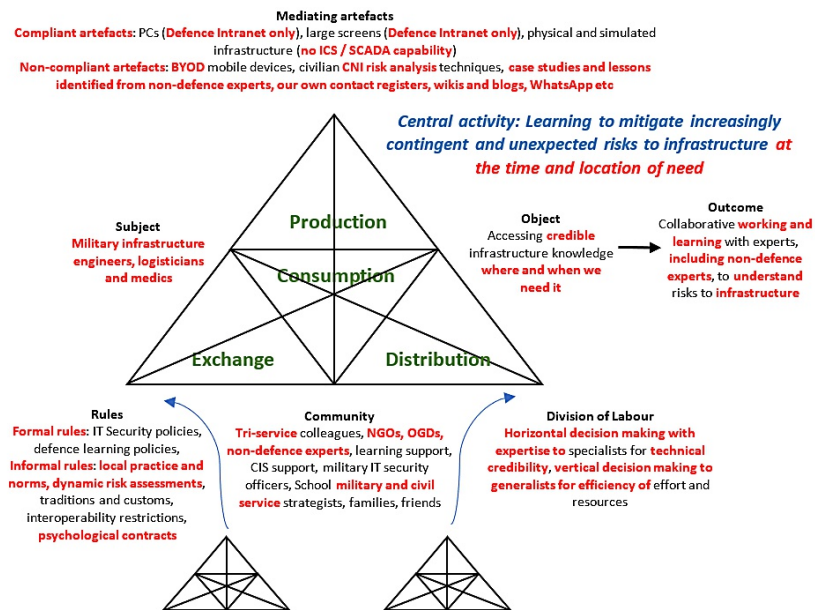 Mediating artefacts
Compliant artefacts: PCs (Defence Intranet only), large screens (Defence Intranet only), physical and simulated
infrastructure (no ICS / SCADA capability)
Non-compliant artefacts: BYOD mobile devices, civilian CNI risk analysis techniques, case studies and lessons
identified from non-defence experts, our own contact registers, wikis and blogs, WhatsApp etc
Central activity: Learning to mitigate increasingly
contingent and unexpected risks to infrastructure at
the time and location of need
Production
Subject
Military infrastructure
engineers, logisticians
and medics
Consumption
Object
Accessing credible
infrastructure knowledge
where and when we
need it
Outcome
Collaborative working and
learning with experts,
including non-defence
experts, to understand
risks to infrastructure
Exchange
Distribution
Rules
Formal rules: IT Security policies,
defence learning policies,
Informal rules: local practice and
norms, dynamic risk assessments,
traditions and customs,
interoperability restrictions,
psychological contracts
Community
Tri-service colleagues, NGOs, OGDs,
non-defence experts, learning support,
CIS support, military IT security
officers, School military and civil
service strategists, families, friends
Division of Labour
Horizontal decision making with
expertise to specialists for technical
credibility, vertical decision making to
generalists for efficiency of effort and
resources